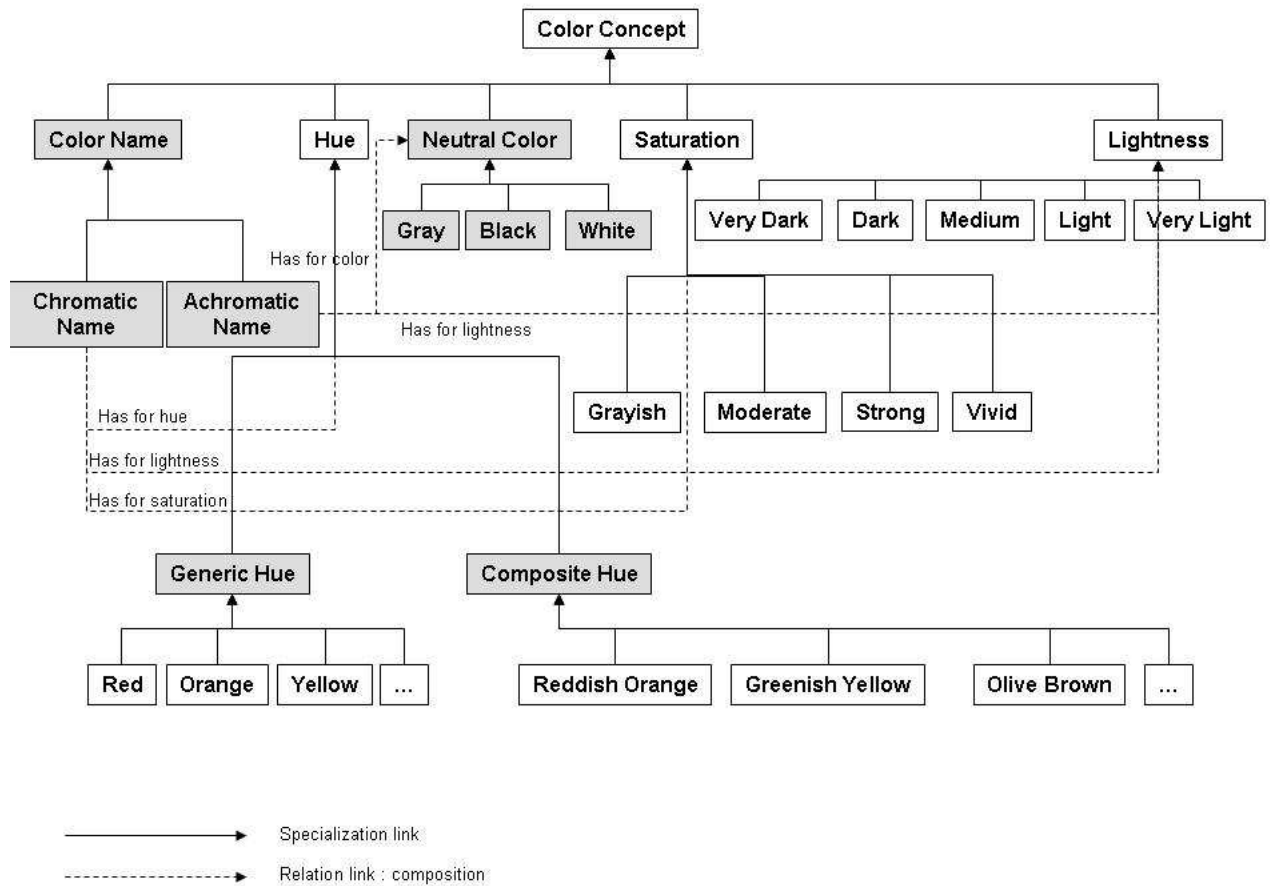 Color Concept
Color Name
Hue
Neutral Color
Saturation
Lightness
Gray
Black
White
Very Dark
Dark
Medium
Light
Very Light
Has for color
Chromatic
Name
Achromatic
Name
Has for lightness
Grayish
Moderate
Strong
Vivid
Has for hue
Has for lightness
Has for saturation
Generic Hue
Composite Hue
Red
Orange
Yellow
...
Reddish Orange
Greenish Yellow
Olive Brown
...
Specialization link
Relation link : composition